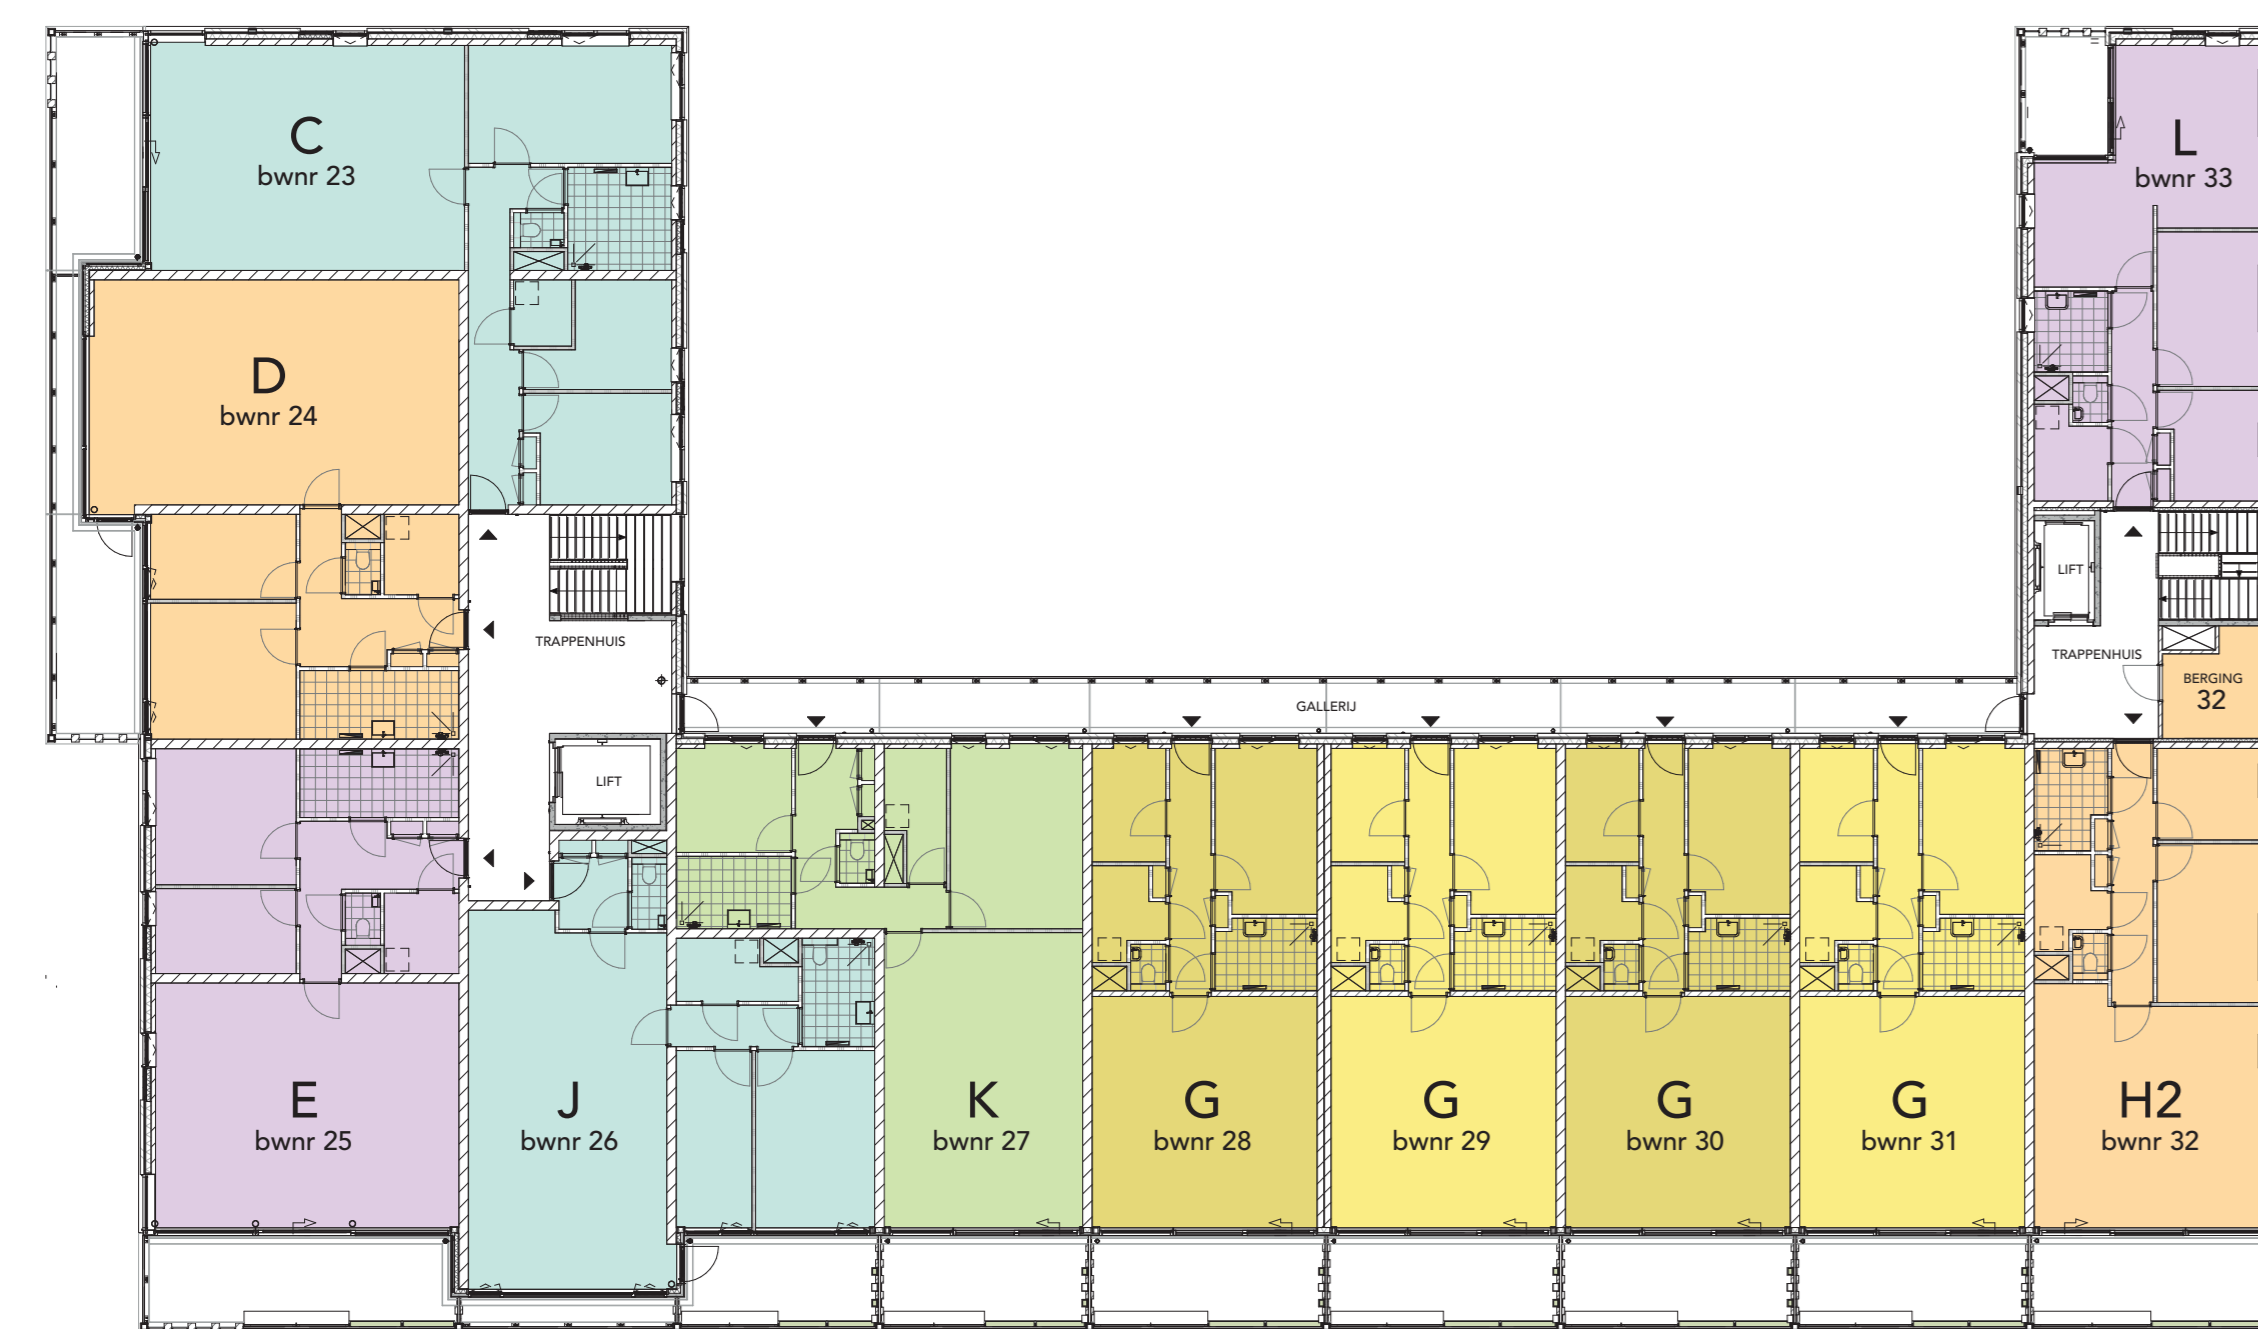 C
bwnr 23
L
bwnr 33
D
bwnr 24
LIFT
TRAPPENHUIS
TRAPPENHUIS
BERGING
32
GALLERIJ
LIFT
E
bwnr 25
J
bwnr 26
K
bwnr 27
G
bwnr 28
G
bwnr 29
G
bwnr 30
G
bwnr 31
H2
bwnr 32